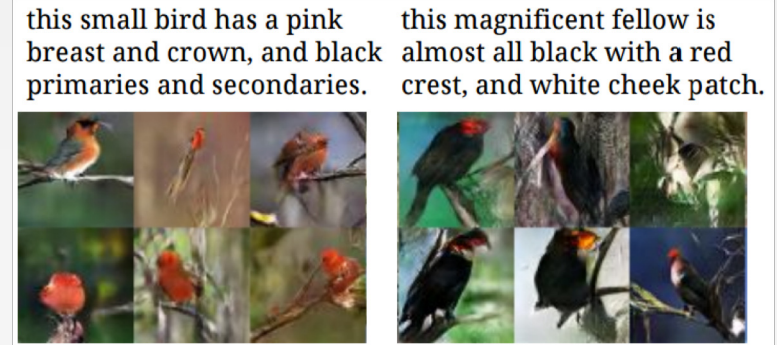 this small bird has a pink
breast and crown, and black
primaries and secondaries.
this magnificent fellow is
almost all black with a red
crest, and white cheek patch.